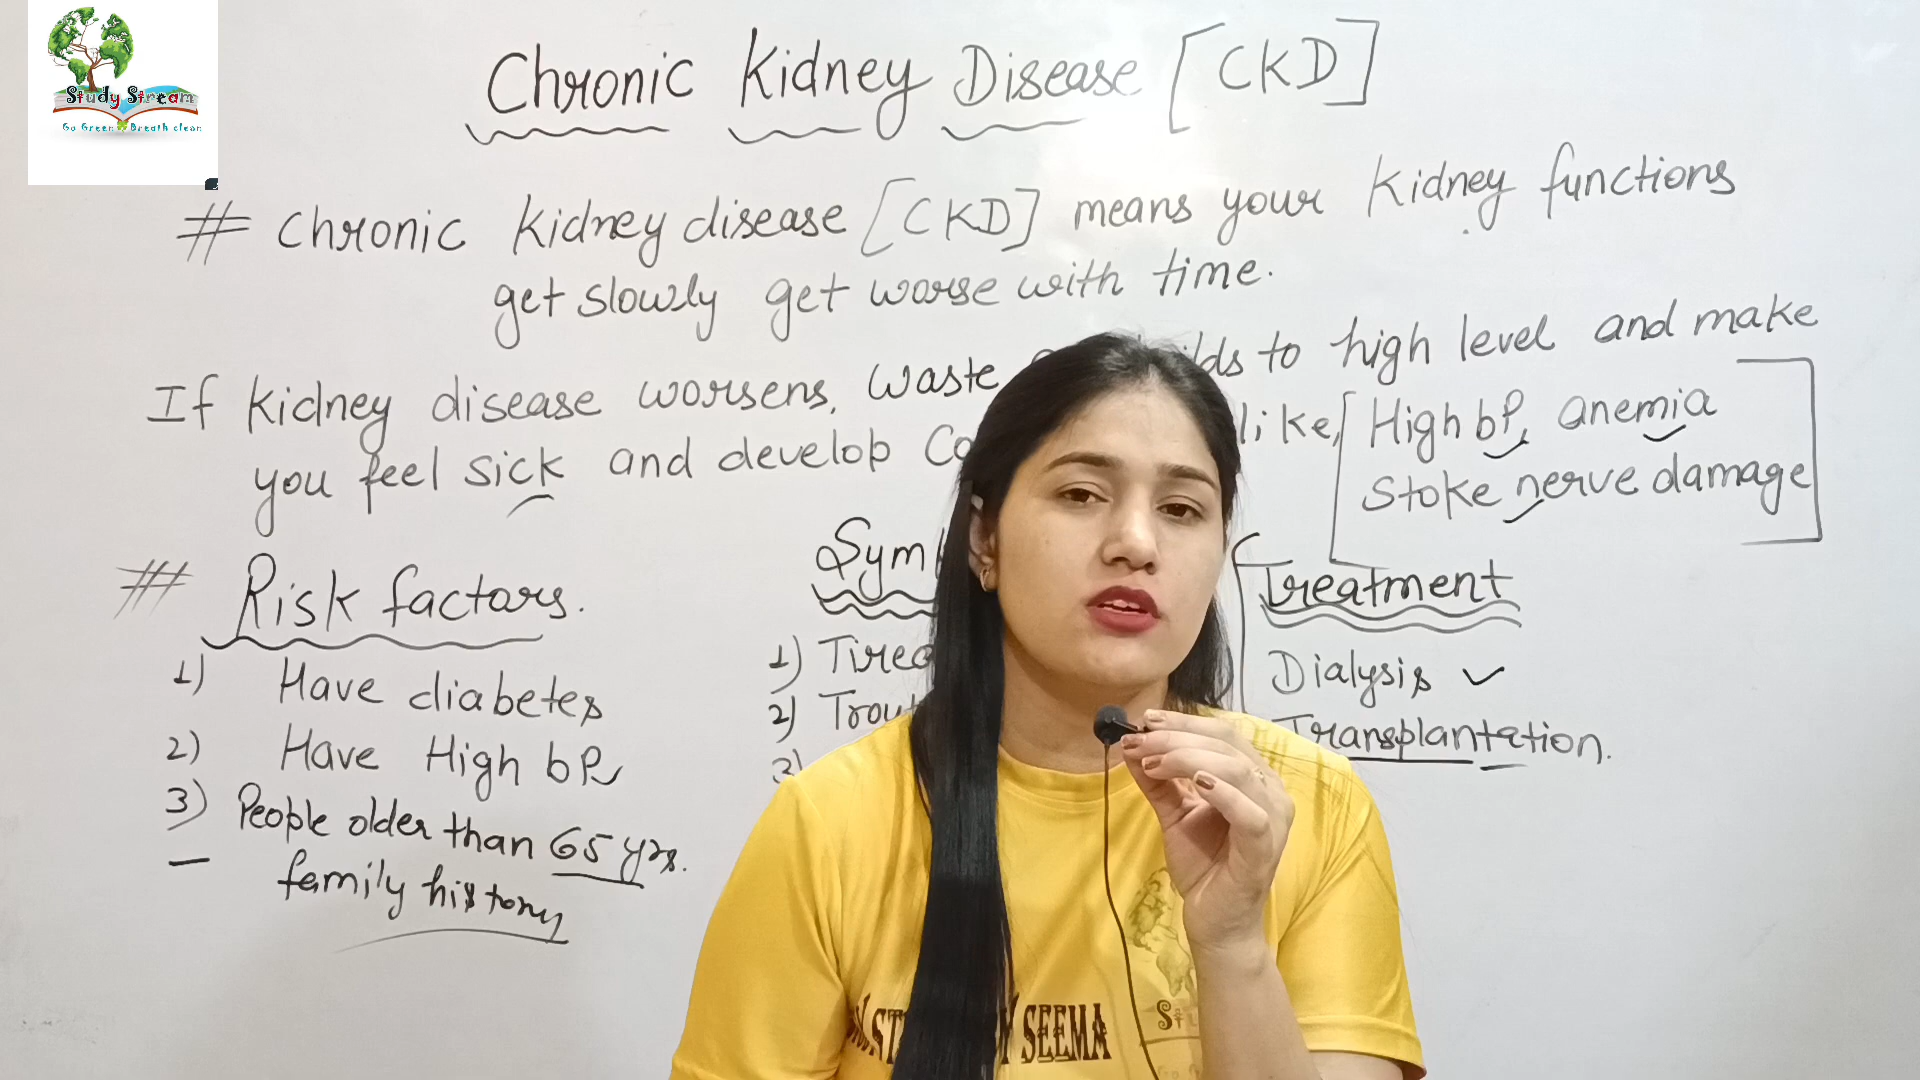 Study Stream
Go Green Breath clean
Chronic Kidney Disease [CKD]
# Chronic kidney disease [CKD] means your kidney functions
get slowly get worse with time.
If kidney disease worsens, waste to high level and make
you feel sick and develop like, [High bP, anemia
Stoke nerve damage]
# Risk factors.
1) Have diabetes
2) Have High bP
3) People older than 65 yrs.
- family history
1)
2)
3)
Treatment
Dialysis ✓
Transplantation.
SEEMA